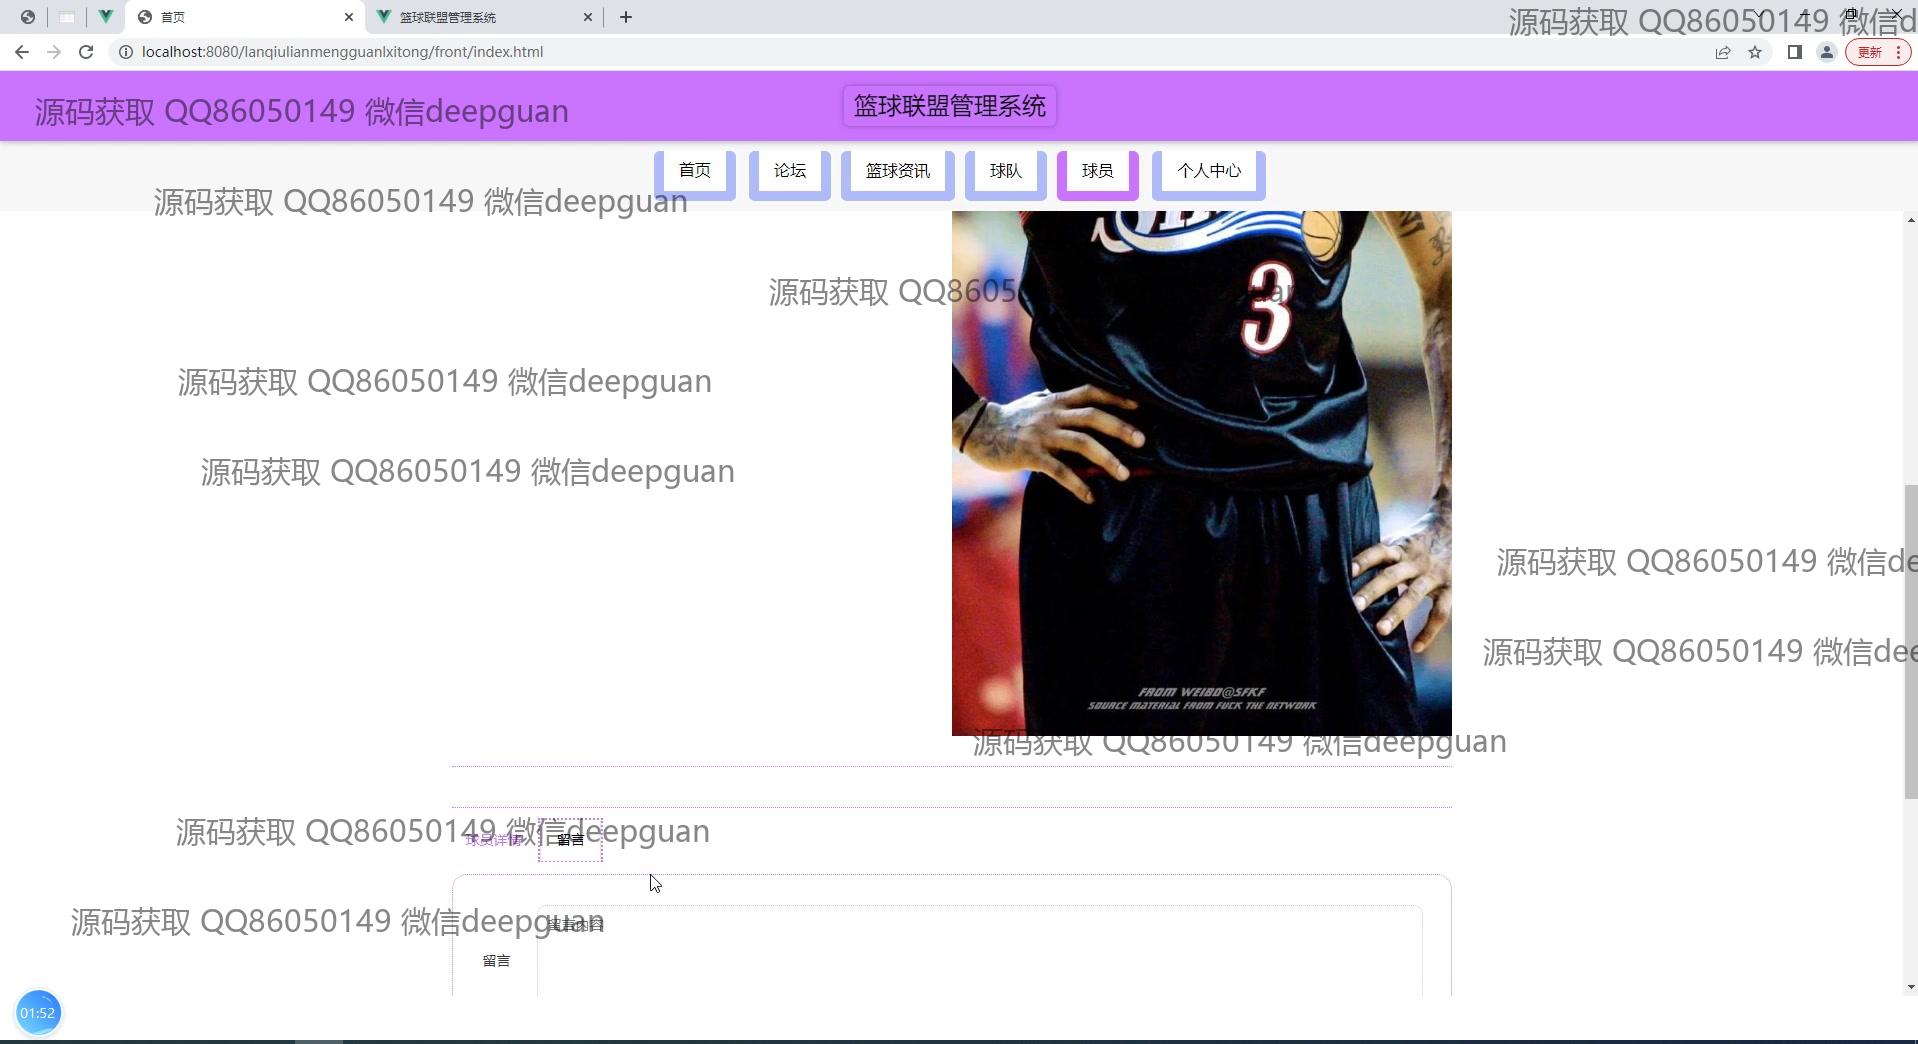 首页
篮球联盟管理系统
源码获取 QQ86050149 微信d
localhost:8080/lanqiulianmengguanlxitong/front/index.html
更新
源码获取 QQ86050149 微信deepguan
篮球联盟管理系统
首页
论坛
篮球资讯
球队
球员
个人中心
源码获取 QQ86050149 微信deepguan
源码获取 QQ8605
3
源码获取 QQ86050149 微信deepguan
源码获取 QQ86050149 微信deepguan
源码获取 QQ86050149 微信de
源码获取 QQ86050149 微信dee
FROM WEIBO@SFKF
SOURCE MATERIAL FROM FUCK THE NETWORK
源码获取 QQ86050149 微信deepguan
源码获取 QQ86050149 微信deepguan
球员详情
留言
源码获取 QQ86050149 微信deepguan
留言内容
留言
01:52